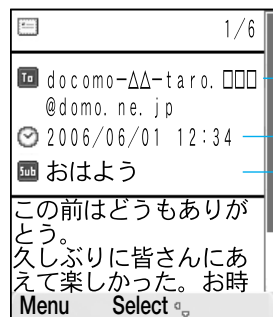 1/6
To docomo-△△-taro.□□□
@domo.ne.jp
2006/06/01 12:34
Sub おはよう
この前はどうもありが
とう。
久しぶりに皆さんにあ
えて楽しかった。お時
Menu Select